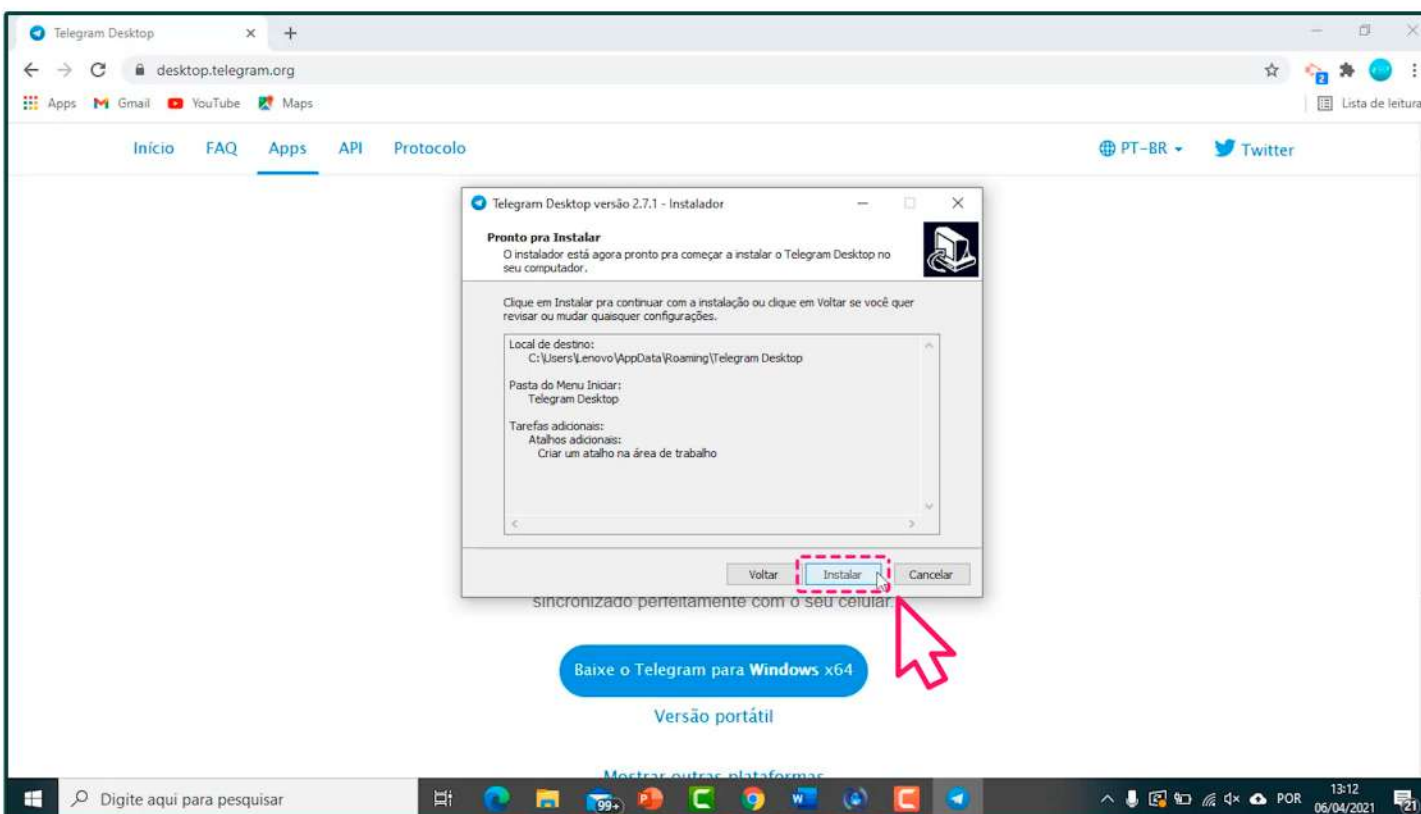 Telegram Desktop
desktop.telegram.org
2
Apps Gmail YouTube Maps Lista de leitura
Início FAQ Apps API Protocolo PT-BR Twitter
Telegram Desktop versão 2.7.1 - Instalador
Pronto pra Instalar
O instalador está agora pronto pra começar a instalar o Telegram Desktop no
seu computador.
Clique em Instalar pra continuar com a instalação ou clique em Voltar se você quer
revisar ou mudar quaisquer configurações.
Local de destino:
C:\Users\Lenovo\AppData\Roaming\Telegram Desktop
Pasta do Menu Iniciar:
Telegram Desktop
Tarefas adicionais:
Atalhos adicionais:
Criar um atalho na área de trabalho
Voltar Instalar Cancelar
sincronizado perfeitamente com o seu celular.
Baixe o Telegram para Windows x64
Versão portátil
Mostrar outras plataformas
Digite aqui para pesquisar 99+ POR 13:12
06/04/2021 21